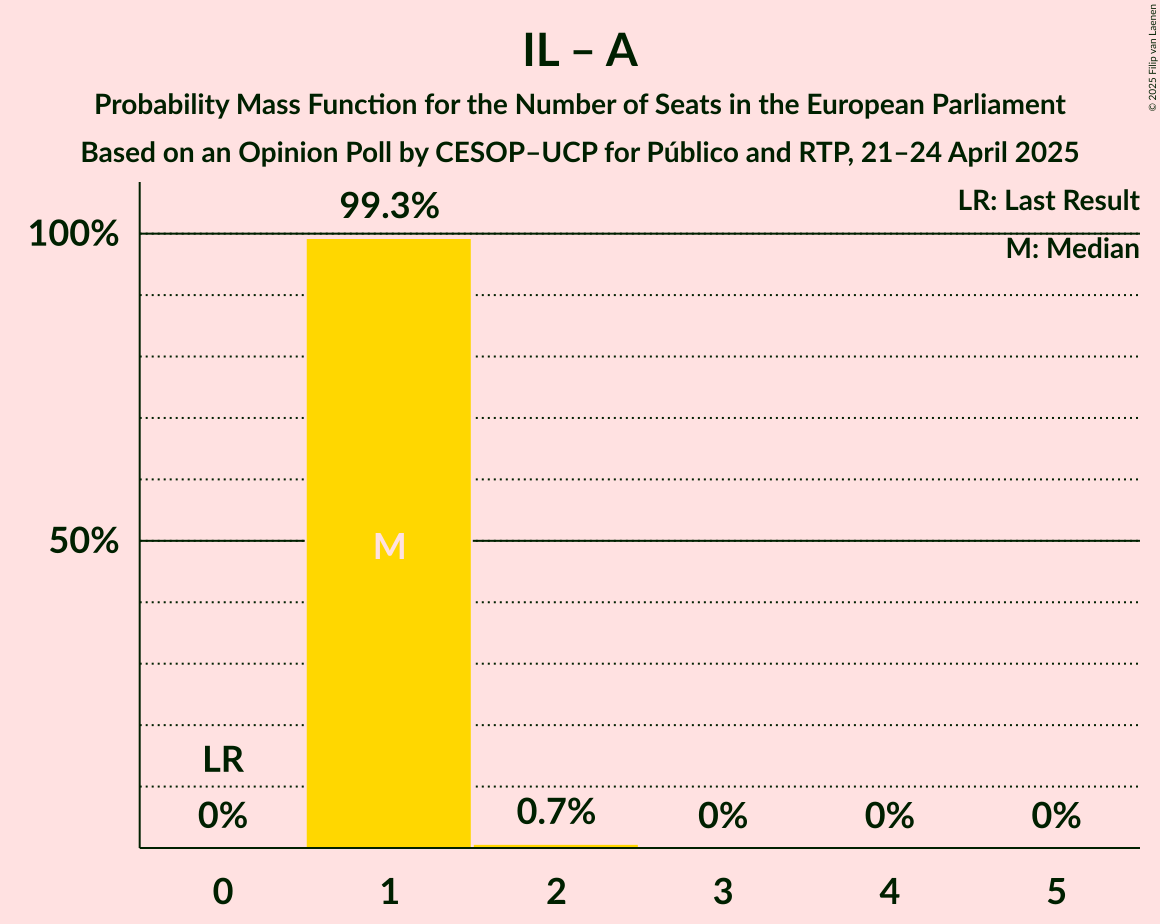 IL – A
Probability Mass Function for the Number of Seats in the European Parliament
Based on an Opinion Poll by CESOP–UCP for Público and RTP, 21–24 April 2025
© 2025 Filip van Laenen
LR: Last Result
M: Median
99.3%
100%
50%
M
LR
0%
0.7%
0%
0%
0%
0
1
2
3
4
5